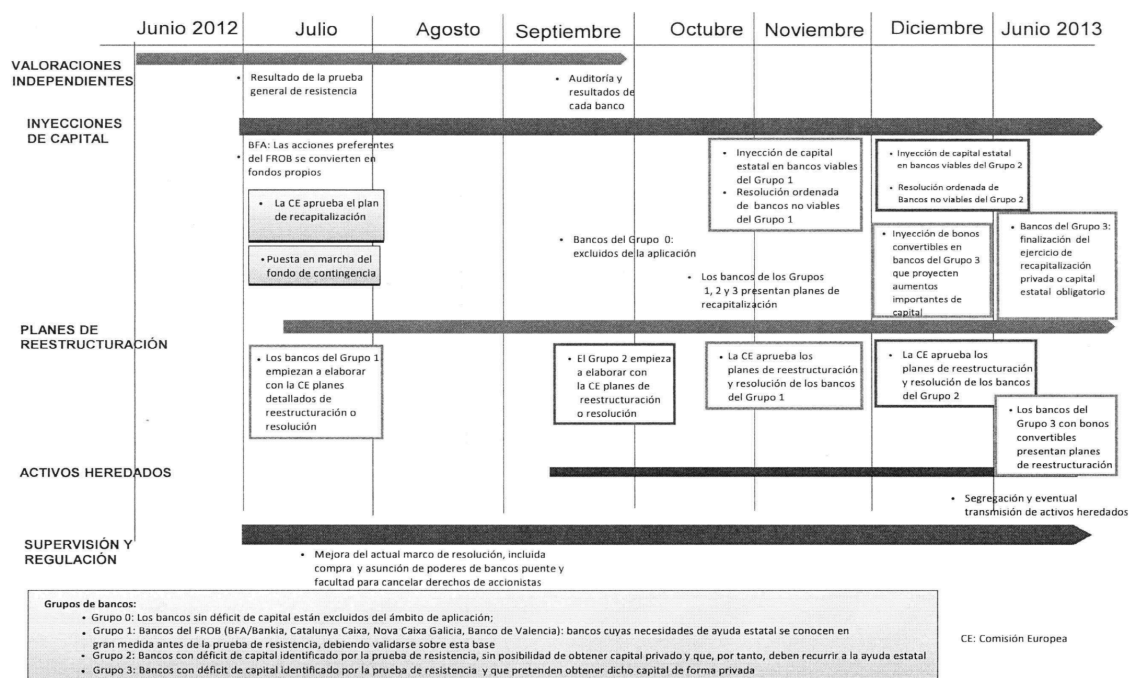 Junio 2012
Julio
Agosto
Septiembre
Octubre
Noviembre
Diciembre
Junio 2013
VALORACIONES
INDEPENDIENTES
• Resultado de la prueba
general de resistencia
• Auditoría y
resultados de
cada banco
INYECCIONES
DE CAPITAL
BFA: Las acciones preferentes
• del FROB se convierten en
fondos propios
• La CE aprueba el plan
de recapitalización
• Puesta en marcha del
fondo de contingencia
• Bancos del Grupo 0:
excluidos de la aplicación
• Inyección de capital
estatal en bancos viables
del Grupo 1
• Resolución ordenada
de bancos no viables
del Grupo 1
• Los bancos de los Grupos
1, 2 y 3 presentan planes de
recapitalización
• Inyección de capital estatal
en bancos viables del Grupo 2
• Resolución ordenada de
Bancos no viables del Grupo 2
• Inyección de bonos
convertibles en
bancos del Grupo 3
que proyecten
aumentos
importantes de
capital
• Bancos del Grupo 3:
finalización del
ejercicio de
recapitalización
privada o capital
estatal obligatorio
PLANES DE
REESTRUCTURACIÓN
• Los bancos del Grupo 1
empiezan a elaborar
con la CE planes
detallados de
reestructuración o
resolución
• El Grupo 2 empieza
a elaborar con
la CE planes de
reestructuración
o resolución
• La CE aprueba los
planes de reestructuración
y resolución de los bancos
del Grupo 1
• La CE aprueba los
planes de reestructuración
y resolución de los bancos
del Grupo 2
• Los bancos del
Grupo 3 con bonos
convertibles
presentan planes
de reestructuración
ACTIVOS HEREDADOS
• Segregación y eventual
transmisión de activos heredados
SUPERVISIÓN Y
REGULACIÓN
• Mejora del actual marco de resolución, incluida
compra y asunción de poderes de bancos puente y
facultad para cancelar derechos de accionistas
Grupos de bancos:
• Grupo 0: Los bancos sin déficit de capital están excluidos del ámbito de aplicación;
• Grupo 1: Bancos del FROB (BFA/Bankia, Catalunya Caixa, Nova Caixa Galicia, Banco de Valencia): bancos cuyas necesidades de ayuda estatal se conocen en
gran medida antes de la prueba de resistencia, debiendo validarse sobre esta base
• Grupo 2: Bancos con déficit de capital identificado por la prueba de resistencia, sin posibilidad de obtener capital privado y que, por tanto, deben recurrir a la ayuda estatal
• Grupo 3: Bancos con déficit de capital identificado por la prueba de resistencia y que pretenden obtener dicho capital de forma privada
CE: Comisión Europea